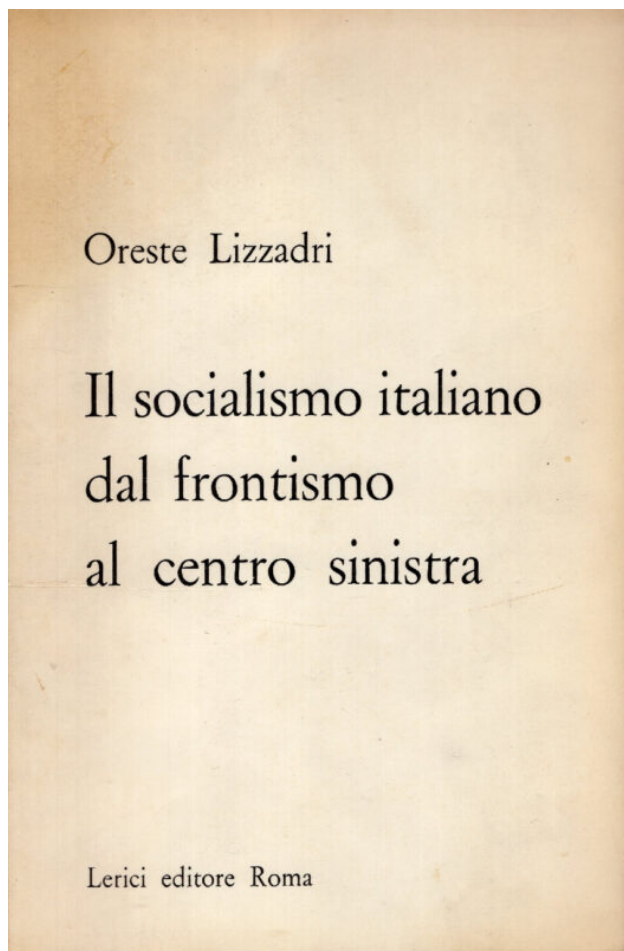 Oreste Lizzadri
Il socialismo italiano
dal frontismo
al centro sinistra
Lerici editore Roma